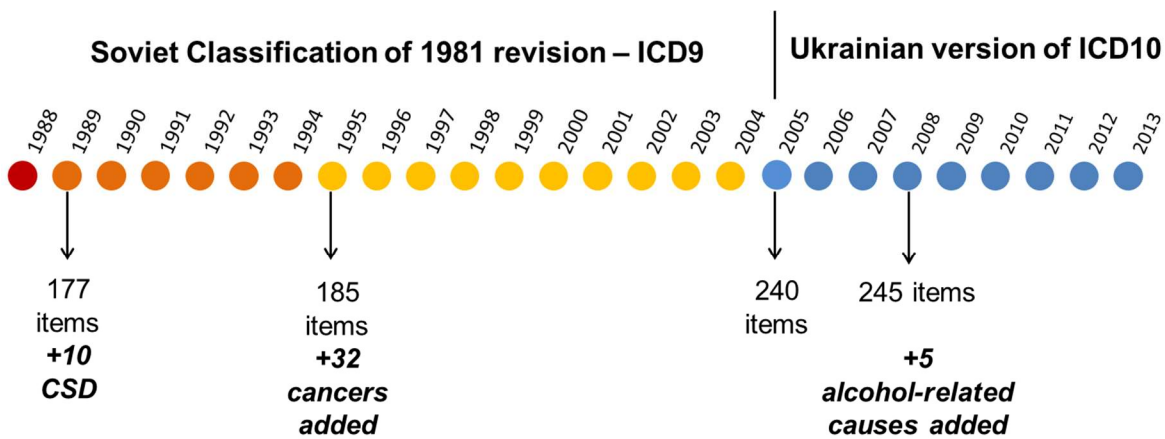 Soviet Classification of 1981 revision – ICD9
Ukrainian version of ICD10
1988
1989
1990
1991
1992
1993
1994
1995
1996
1997
1998
1999
2000
2001
2002
2003
2004
2005
2006
2007
2008
2009
2010
2011
2012
2013
177
items
+10
CSD
185
items
+32
cancers
added
240
items
245 items
+5
alcohol-related
causes added